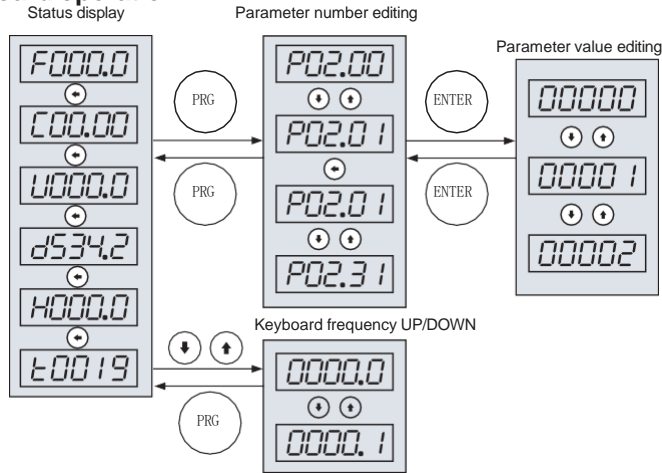 Status display
Parameter number editing
Parameter value editing
F000.0
C00.00
U000.0
d534.2
H000.0
t0019
PRG
PRG
P02.00
P02.01
P02.01
P02.31
ENTER
ENTER
00000
00001
00002
Keyboard frequency UP/DOWN
PRG
0000.0
0000.1